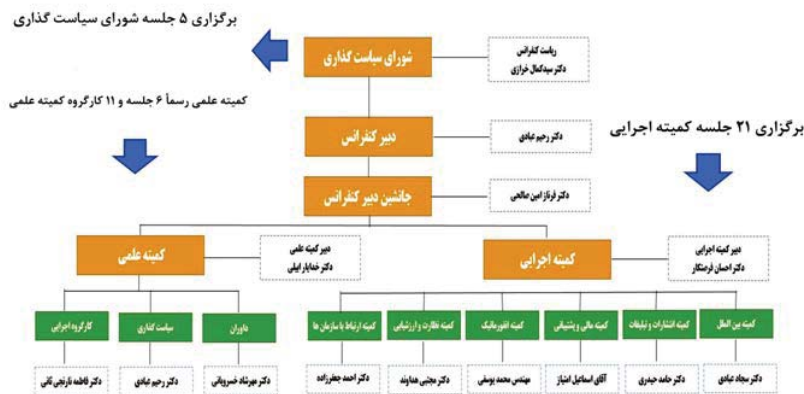 برگزاری ۵ جلسه شورای سیاست گذاری
شورای سیاست گذاری
ریاست کنفرانس
دکتر سیدکمال خرازی
کمیته علمی رسماً ۶ جلسه و ۱۱ کارگروه کمیته علمی
برگزاری ۲۱ جلسه کمیته اجرایی
دبیر کنفرانس
دکتر رحیم عبادی
جانشین دبیر کنفرانس
دکتر فرناز امین صالحی
کمیته اجرایی
دبیر کمیته اجرایی
دکتر احسان فرصتکار
کمیته علمی
دبیر کمیته علمی
دکتر خدایار ابیلی
کمیته بین الملل
کمیته انتشارات و تبلیغات
کمیته مالی و پشتیبانی
کمیته انفورماتیک
کمیته نظارت و ارزشیابی
کمیته ارتباط با سازمان ها
داوران
سیاست گذاری
کارگروه اجرایی
دکتر سجاد عبادی
دکتر حامد حیدری
آقای اسماعیل امتیاز
مهندس محمد یوسفی
دکتر مجتبی هداوند
دکتر احمد جعفرزاده
دکتر مهرشاد خسرویانی
دکتر رحیم عبادی
دکتر فاطمه نارنجی ثانی